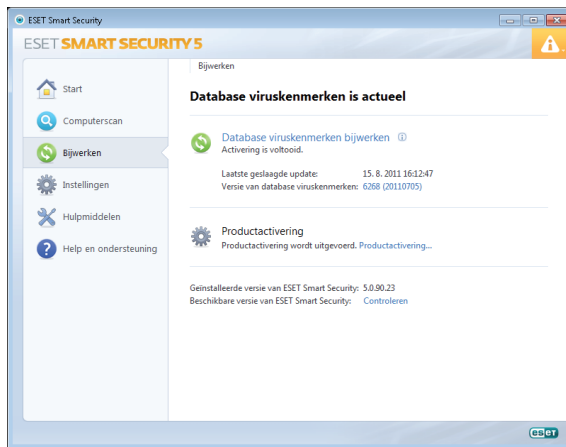 ESET Smart Security
ESET SMART SECURITY 5
Start
Computerscan
Bijwerken
Instellingen
Hulpmiddelen
Help en ondersteuning
Bijwerken
Database viruskenmerken is actueel
Database viruskenmerken bijwerken
Activering is voltooid.
Laatste geslaagde update: 15. 8. 2011 16:12:47
Versie van database viruskenmerken: 6268 (20110705)
Productactivering
Productactivering wordt uitgevoerd. Productactivering...
Geïnstalleerde versie van ESET Smart Security: 5.0.90.23
Beschikbare versie van ESET Smart Security: Controleren
eset